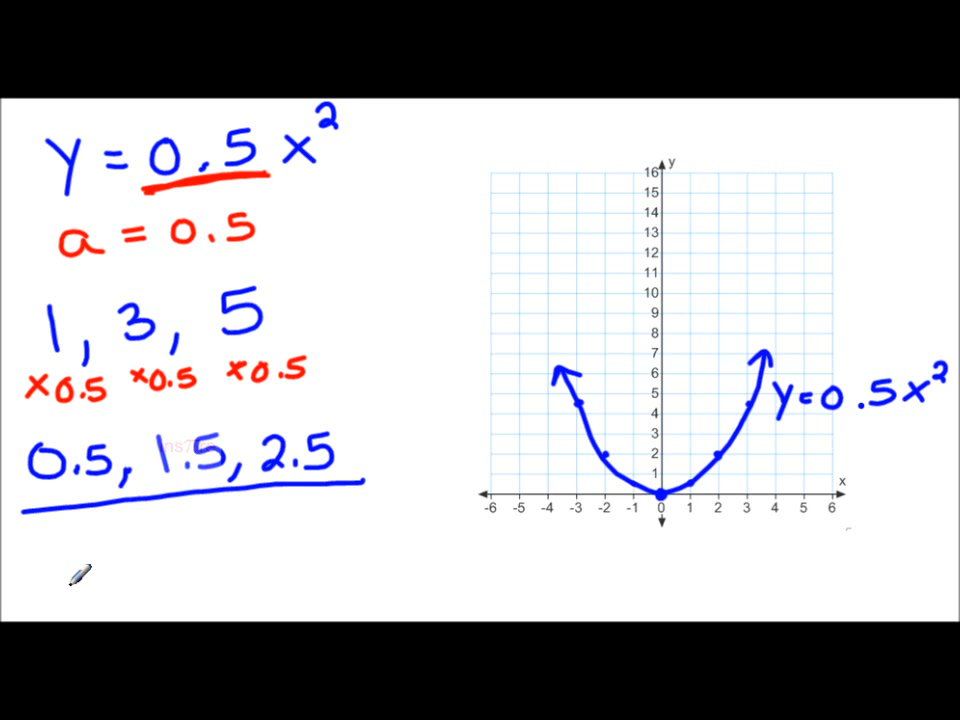 y = 0.5x²
a = 0.5
1, 3, 5
×0.5 ×0.5 ×0.5
0.5, 1.5, 2.5
y
16
15
14
13
12
11
10
9
8
7
6
5
4
3
2
1
x
-6 -5 -4 -3 -2 -1 0 1 2 3 4 5 6
y = 0.5x²